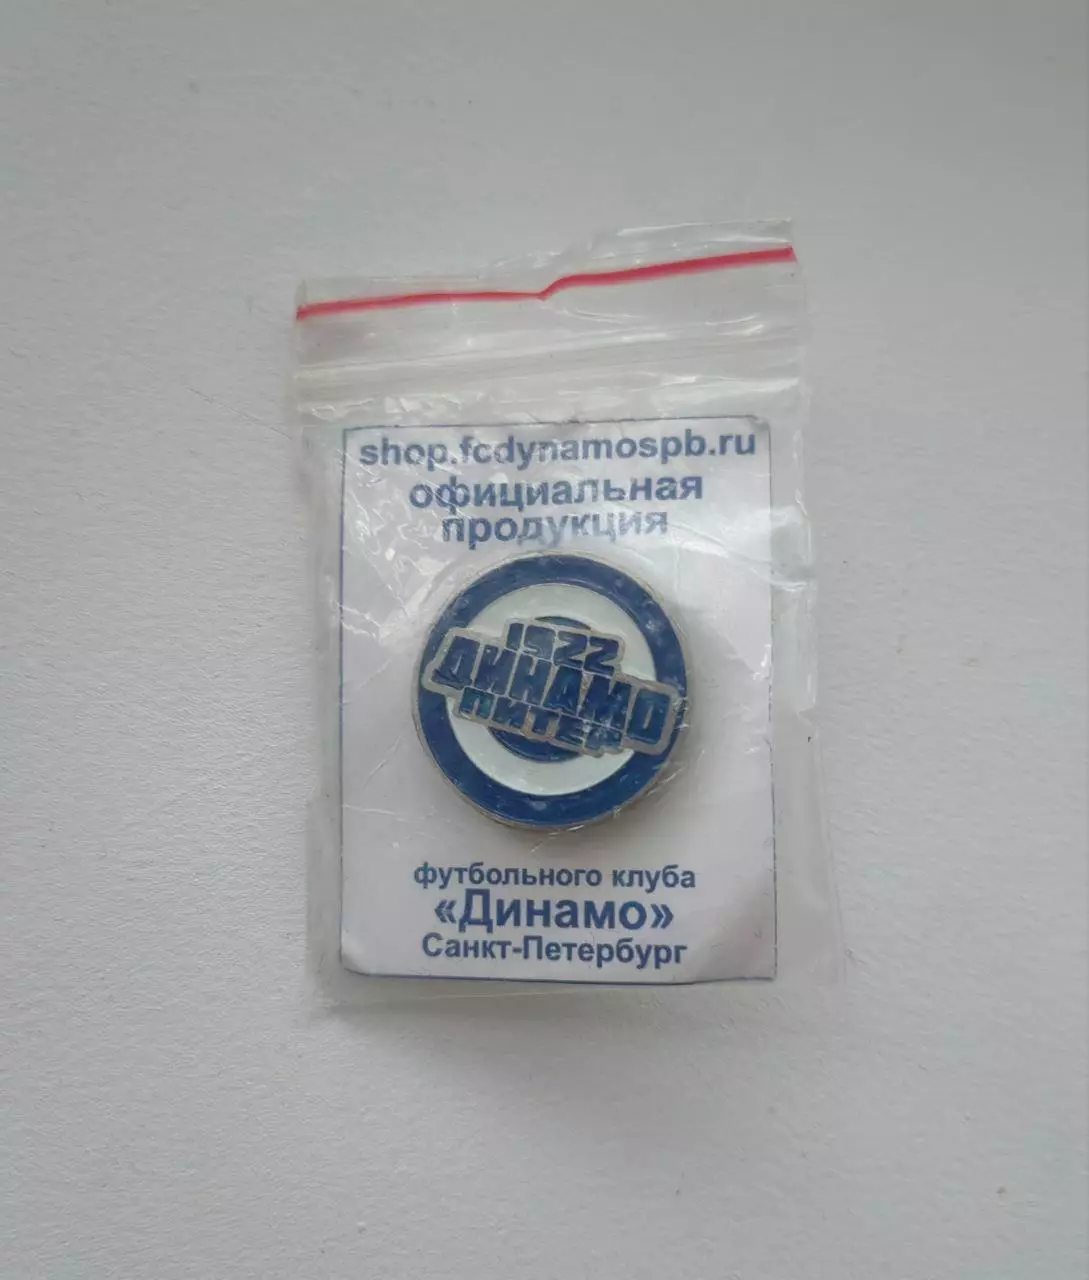 shop.fcdynamospb.ru
официальная
продукция
1922
ДИНАМО
ПИТЕР
футбольного клуба
«Динамо»
Санкт-Петербург